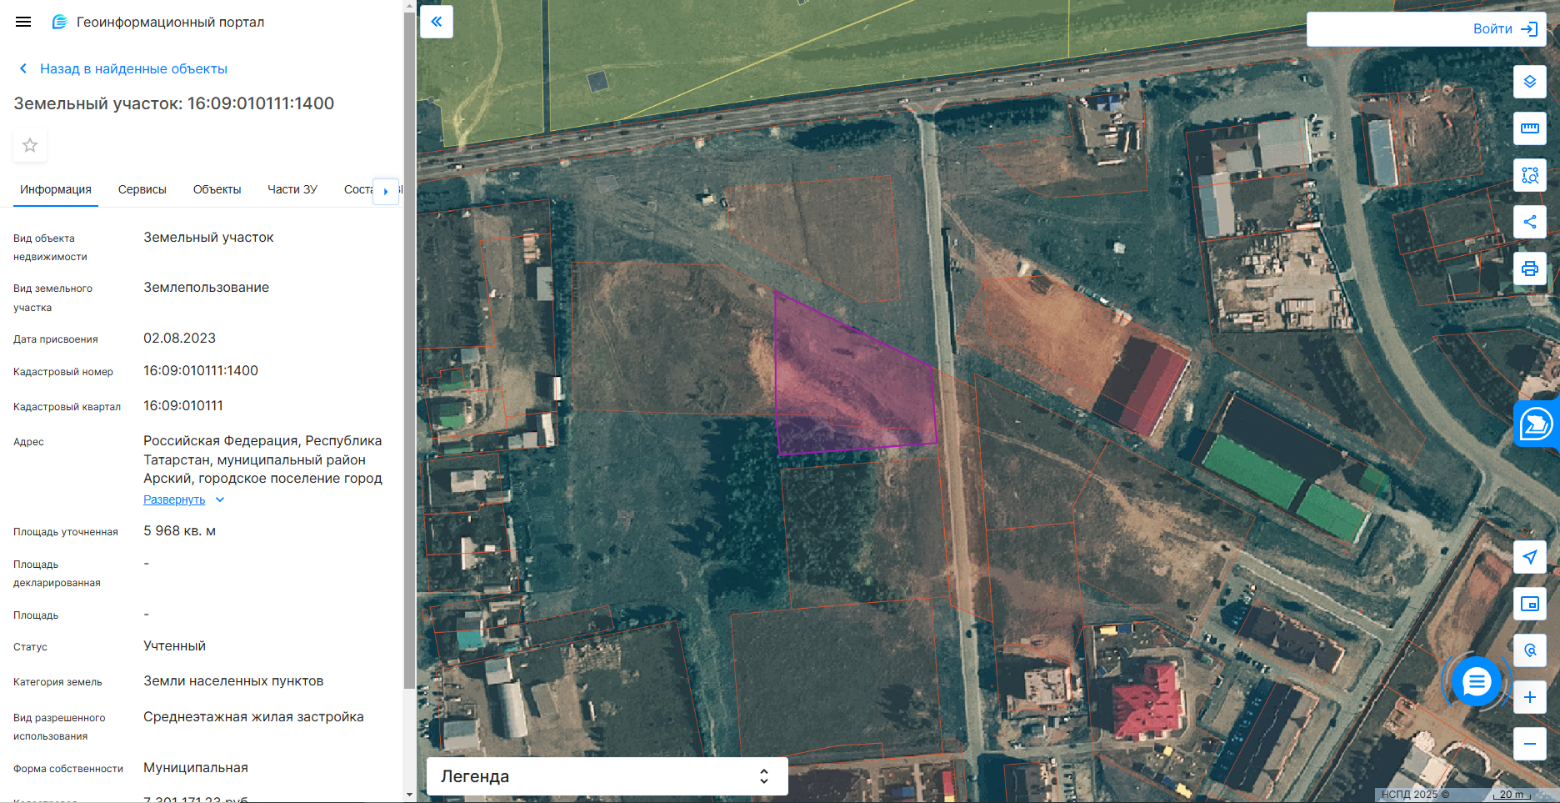 Геоинформационный портал
Войти
Назад в найденные объекты
Земельный участок: 16:09:010111:1400
Информация Сервисы Объекты Части ЗУ
Вид объекта недвижимости
Земельный участок
Вид земельного участка
Землепользование
Дата присвоения
02.08.2023
Кадастровый номер
16:09:010111:1400
Кадастровый квартал
16:09:010111
Адрес
Российская Федерация, Республика
Татарстан, муниципальный район
Арский, городское поселение город
Развернуть
Площадь уточненная
5 968 кв. м
Площадь декларированная
-
Площадь
-
Статус
Учтенный
Категория земель
Земли населенных пунктов
Вид разрешенного использования
Среднеэтажная жилая застройка
Форма собственности
Муниципальная
Легенда
НСПД 2025 ©
20 m